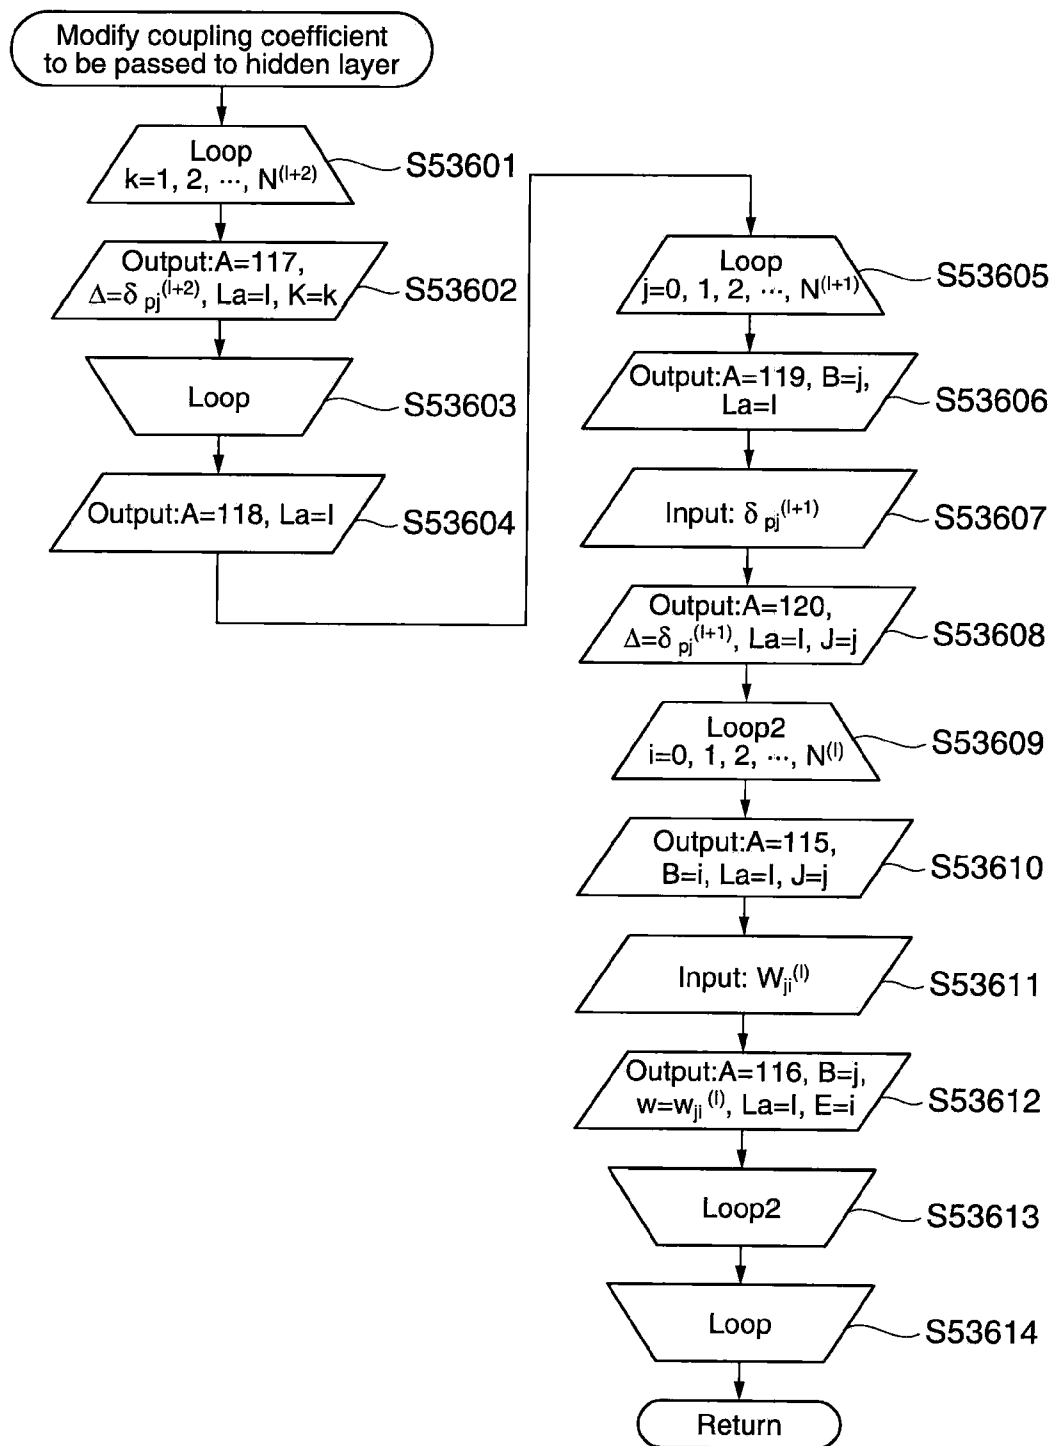 Modify coupling coefficient
to be passed to hidden layer
Loop
k=1, 2, ···, N(l+2)
S53601
Output:A=117,
Δ=δ pj(l+2), La=l, K=k
S53602
Loop
S53603
Output:A=118, La=l
S53604
Loop
j=0, 1, 2, ···, N(l+1)
S53605
Output:A=119, B=j,
La=l
S53606
Input: δ pj(l+1)
S53607
Output:A=120,
Δ=δ pj(l+1), La=l, J=j
S53608
Loop2
i=0, 1, 2, ···, N(l)
S53609
Output:A=115,
B=i, La=l, J=j
S53610
Input: Wji(l)
S53611
Output:A=116, B=j,
w=wji(l), La=l, E=i
S53612
Loop2
S53613
Loop
S53614
Return